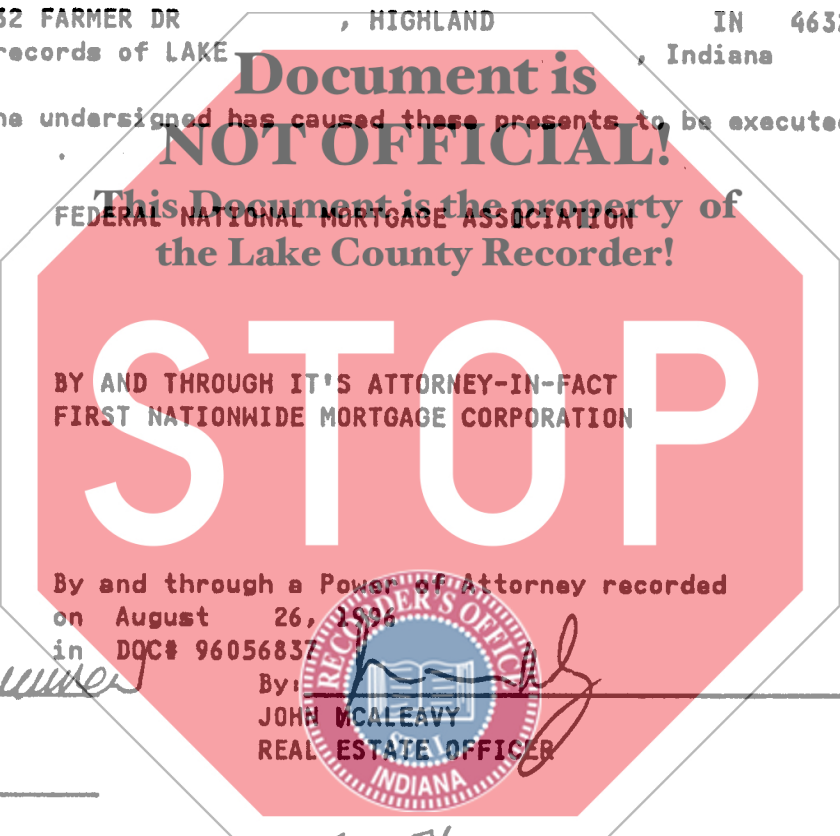 32 FARMER DR , HIGHLAND IN 463
records of LAKE , Indiana
Document is
he undersigned has caused these presents to be executed
NOT OFFICIAL!
This Document is the property of
FEDERAL NATIONAL MORTGAGE ASSOCIATION
the Lake County Recorder!
STOP
BY AND THROUGH IT'S ATTORNEY-IN-FACT
FIRST NATIONWIDE MORTGAGE CORPORATION
By and through a Power of Attorney recorded
on August 26, 1996
in DOC# 96056837
RECORDER'S OFFICE
By:
JOHN MCALEAVY
SEAL
REAL ESTATE OFFICER
INDIANA